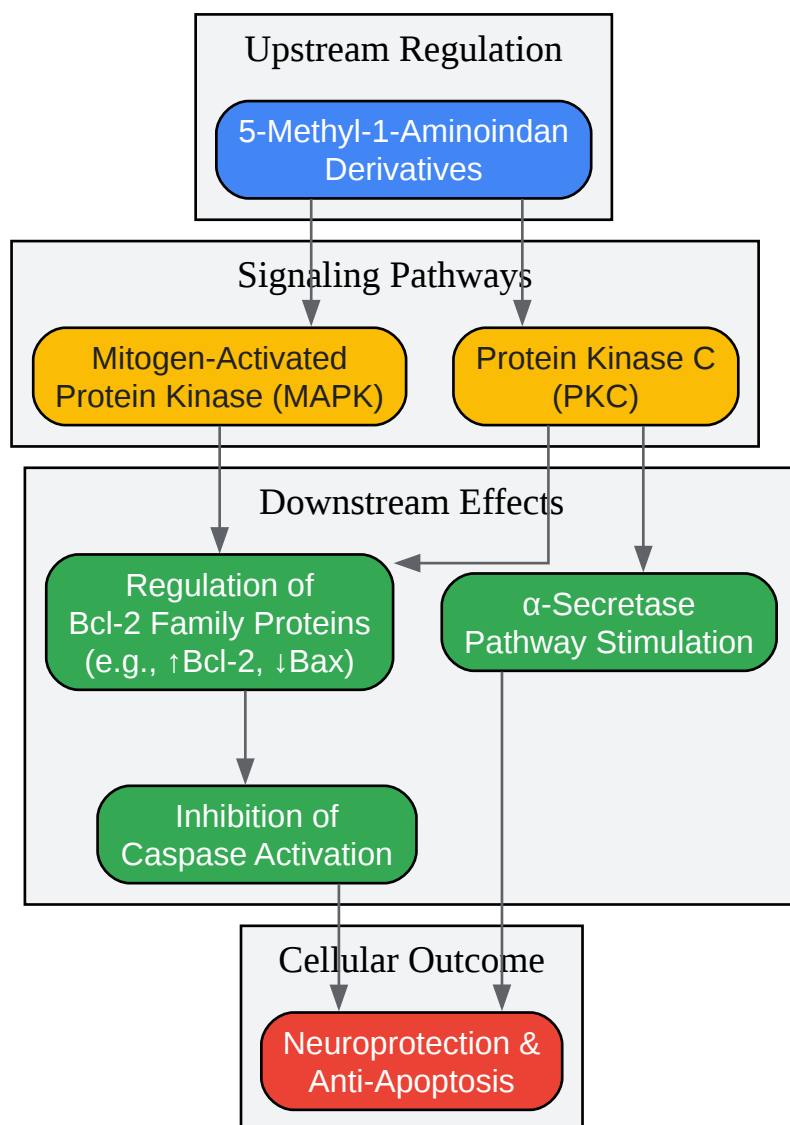 Upstream Regulation
5-Methyl-1-Aminoindan
Derivatives
Signaling Pathways
Mitogen-Activated
Protein Kinase (MAPK)
Protein Kinase C
(PKC)
Downstream Effects
Regulation of
Bcl-2 Family Proteins
(e.g., ↑Bcl-2, ↓Bax)
α-Secretase
Pathway Stimulation
Inhibition of
Caspase Activation
Cellular Outcome
Neuroprotection &
Anti-Apoptosis